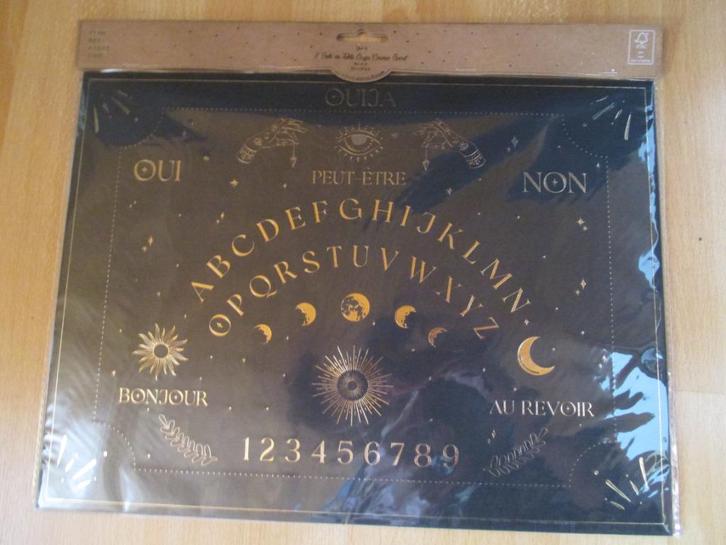 OUIJA
OUI
PEUT-ÊTRE
NON
ABCDEFGHIJKLMN
OPQRSTUVWXYZ
BONJOUR
AU REVOIR
123456789